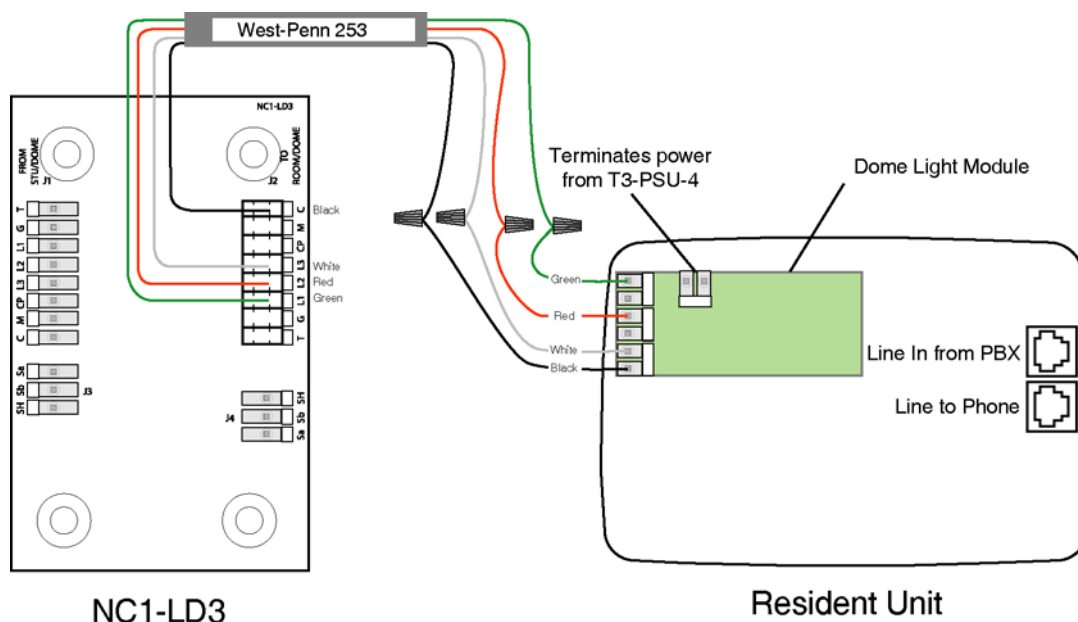 West-Penn 253
NC1-LD3
FROM
STU/DOME
J1
TO
ROOM/DOME
J2
T
G
L1
L2
L3
CP
M
C
Sa
Sb
SH
J3
C
M
CP
L3
L2
L1
G
T
Black
White
Red
Green
J4
SH
Sb
Sa
Terminates power
from T3-PSU-4
Dome Light Module
Green
Red
White
Black
Line In from PBX
Line to Phone
NC1-LD3
Resident Unit